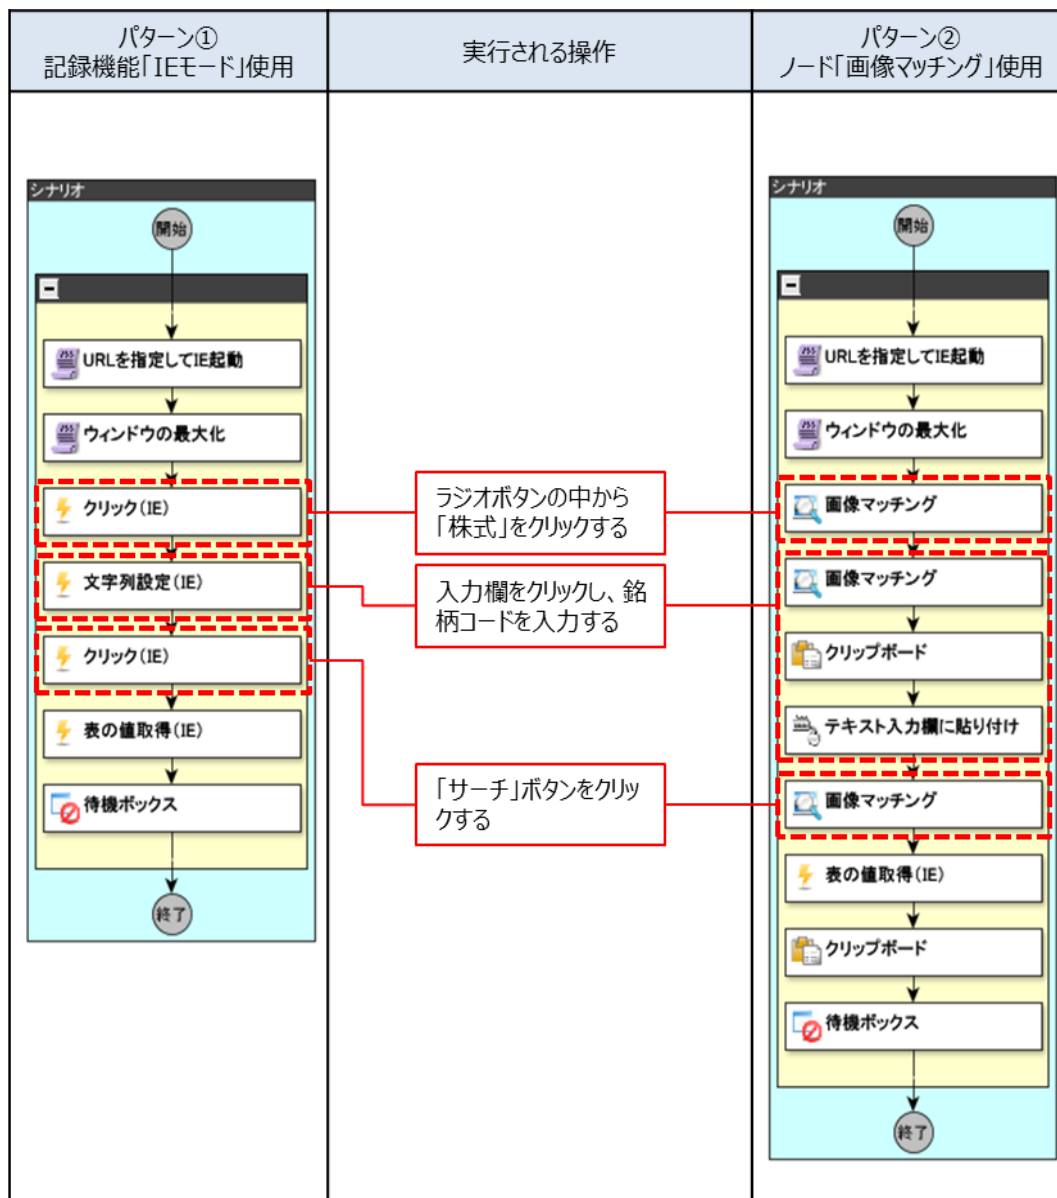 パターン①
記録機能「IEモード」使用
実行される操作
パターン②
ノード「画像マッチング」使用
シナリオ
開始
URLを指定してIE起動
ウィンドウの最大化
クリック(IE)
文字列設定(IE)
クリック(IE)
表の値取得(IE)
待機ボックス
終了
ラジオボタンの中から
「株式」をクリックする
入力欄をクリックし、銘
柄コードを入力する
「サーチ」ボタンをクリッ
クする
シナリオ
開始
URLを指定してIE起動
ウィンドウの最大化
画像マッチング
画像マッチング
クリップボード
テキスト入力欄に貼り付け
画像マッチング
表の値取得(IE)
クリップボード
待機ボックス
終了